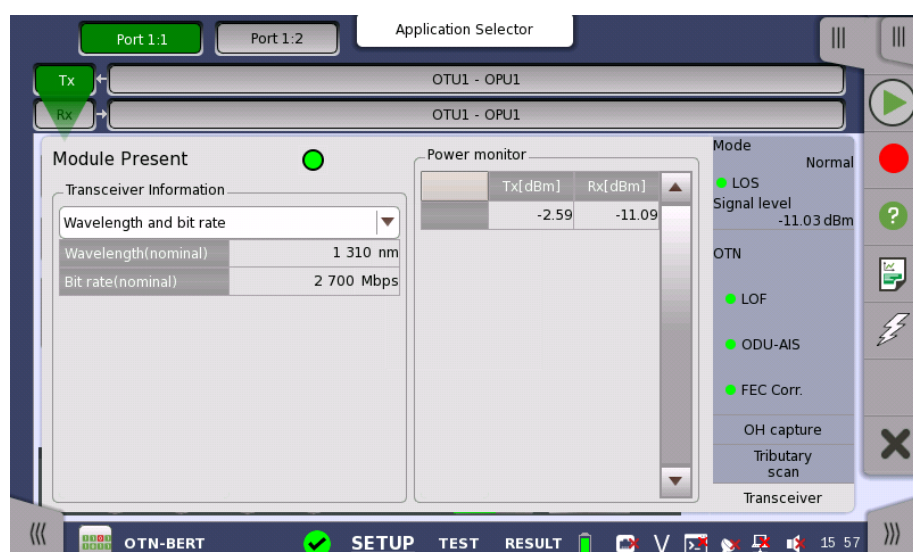 Port 1:1
Port 1:2
Application Selector
Tx
OTU1 - OPU1
Rx
OTU1 - OPU1
Module Present
Transceiver Information
Wavelength and bit rate
Wavelength(nominal) 1 310 nm
Bit rate(nominal) 2 700 Mbps
Power monitor
Tx[dBm] Rx[dBm]
-2.59 -11.09
Mode
Normal
LOS
Signal level
-11.03 dBm
OTN
LOF
ODU-AIS
FEC Corr.
OH capture
Tributary
scan
Transceiver
OTN-BERT
SETUP TEST RESULT
15 57